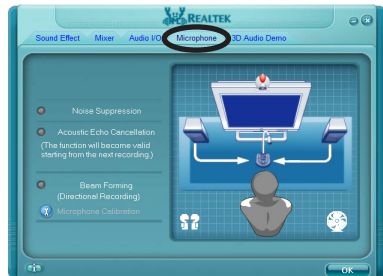 REALTEK
Sound Effect Mixer Audio I/O Microphone 3D Audio Demo
Noise Suppression
Acoustic Echo Cancellation
(The function will become valid
starting from the next recording.)
Beam Forming
(Directional Recording)
Microphone Calibration
OK